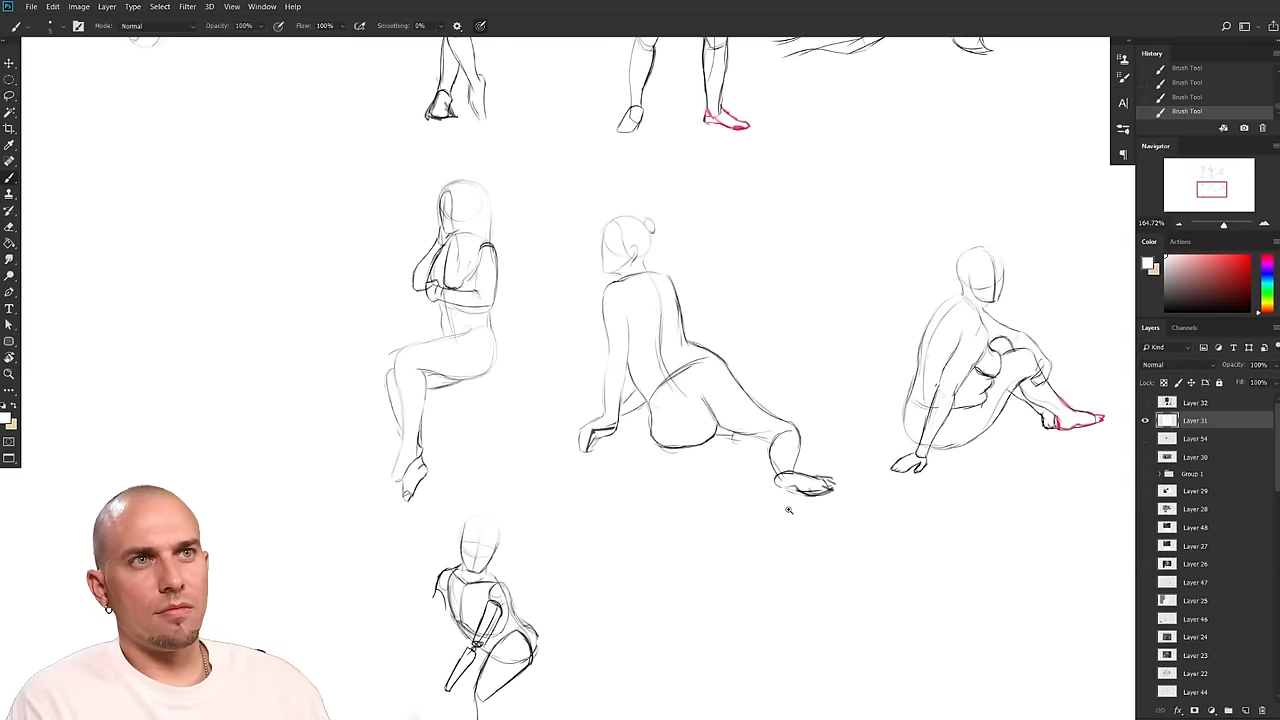 File Edit Image Layer Type Select Filter 3D View Window Help
5 Mode: Normal Opacity: 100% Flow: 100% Smoothing: 0%
History
Brush Tool
Brush Tool
Brush Tool
Brush Tool
Navigator
164.72%
Color Actions
Layers Channels
Kind
Normal Opacity: 100%
Lock: Fill: 100%
Layer 32
Layer 31
Layer 54
Layer 30
Group 1
Layer 29
Layer 28
Layer 48
Layer 27
Layer 26
Layer 47
Layer 25
Layer 46
Layer 24
Layer 23
Layer 22
Layer 44